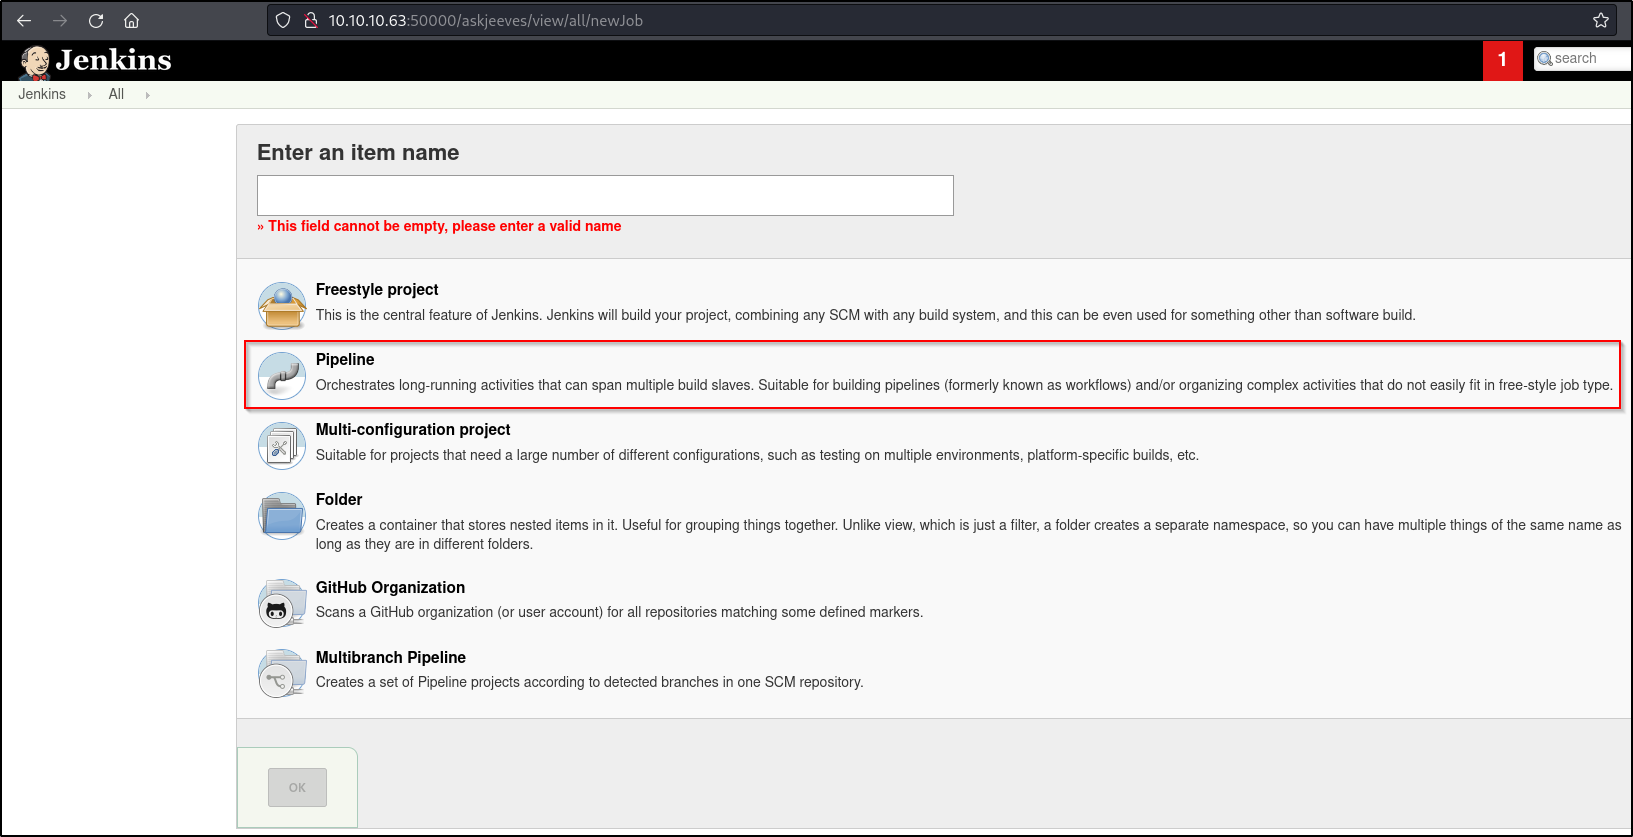 10.10.10.63:50000/askjeeves/view/all/newJob
Jenkins
1
search
Jenkins All
Enter an item name
» This field cannot be empty, please enter a valid name
Freestyle project
This is the central feature of Jenkins. Jenkins will build your project, combining any SCM with any build system, and this can be even used for something other than software build.
Pipeline
Orchestrates long-running activities that can span multiple build slaves. Suitable for building pipelines (formerly known as workflows) and/or organizing complex activities that do not easily fit in free-style job type.
Multi-configuration project
Suitable for projects that need a large number of different configurations, such as testing on multiple environments, platform-specific builds, etc.
Folder
Creates a container that stores nested items in it. Useful for grouping things together. Unlike view, which is just a filter, a folder creates a separate namespace, so you can have multiple things of the same name as
long as they are in different folders.
GitHub Organization
Scans a GitHub organization (or user account) for all repositories matching some defined markers.
Multibranch Pipeline
Creates a set of Pipeline projects according to detected branches in one SCM repository.
OK